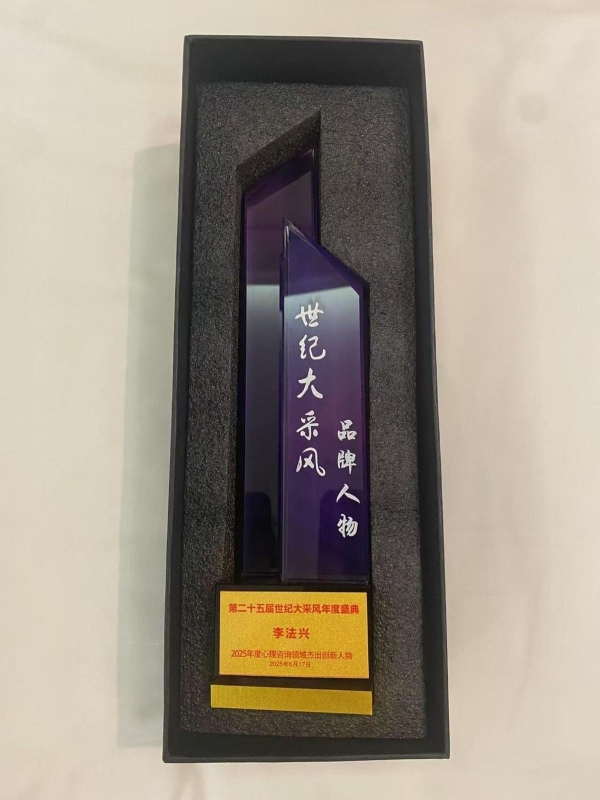 世纪大采风
品牌人物
第二十五届世纪大采风年度盛典
李法兴
2025年度心理咨询领域杰出创新人物
2025年6月17日